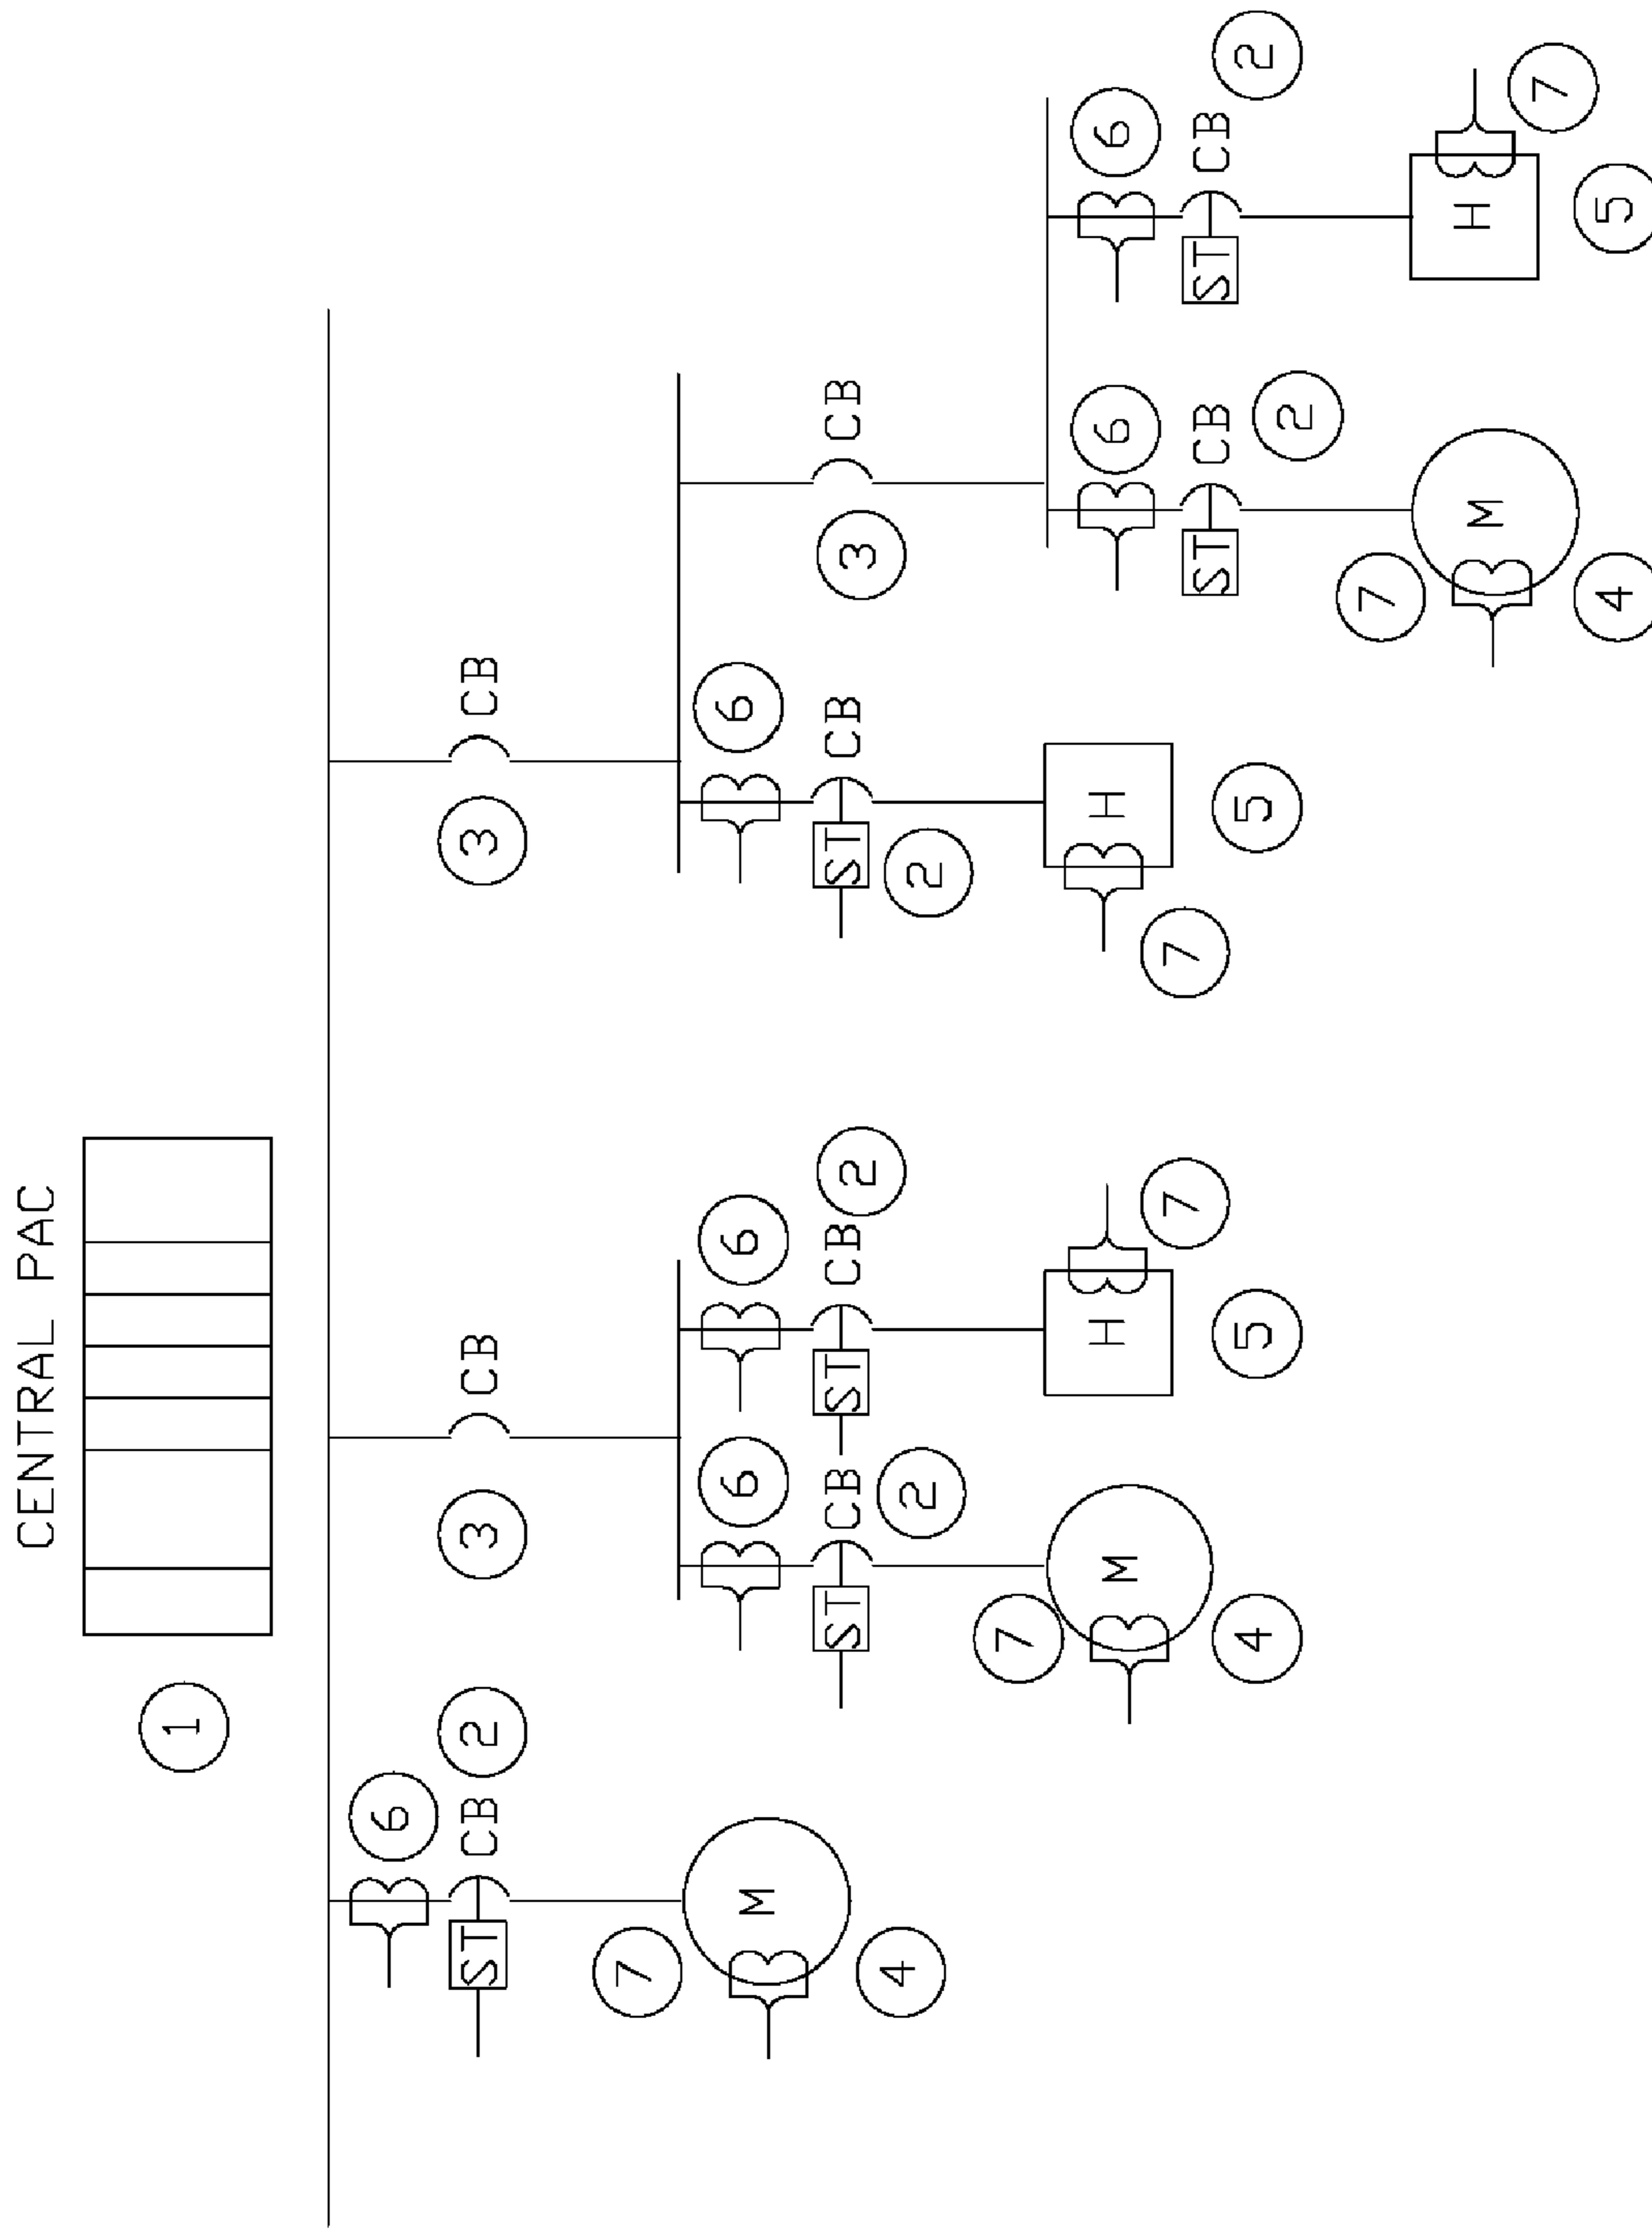 CENTRAL PAC
1
6
ST CB 2 3 CB 3 CB
7
M 6 6 6
ST CB ST CB 2 ST CB 3 CB
4 2 2
7
M H H 6 6
7 7
ST CB ST CB
4 5 5 2 2
7
M H 7
4 5